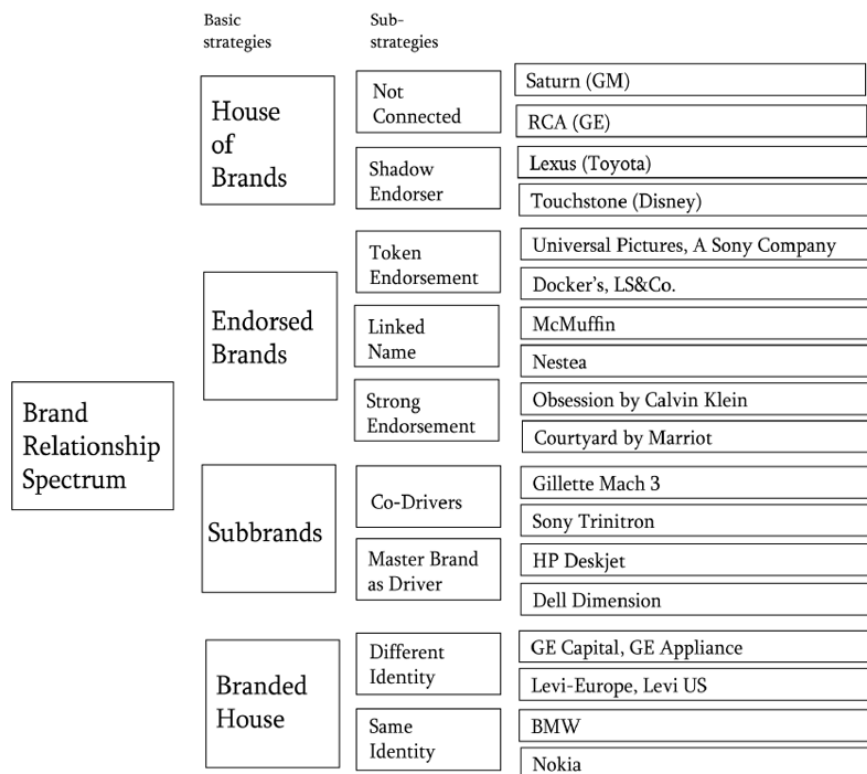 Basic
strategies
Sub-
strategies
Brand
Relationship
Spectrum
House
of
Brands
Not
Connected
Saturn (GM)
RCA (GE)
Shadow
Endorser
Lexus (Toyota)
Touchstone (Disney)
Endorsed
Brands
Token
Endorsement
Universal Pictures, A Sony Company
Docker's, LS&Co.
Linked
Name
McMuffin
Nestea
Strong
Endorsement
Obsession by Calvin Klein
Courtyard by Marriot
Subbrands
Co-Drivers
Gillette Mach 3
Sony Trinitron
Master Brand
as Driver
HP Deskjet
Dell Dimension
Branded
House
Different
Identity
GE Capital, GE Appliance
Levi-Europe, Levi US
Same
Identity
BMW
Nokia